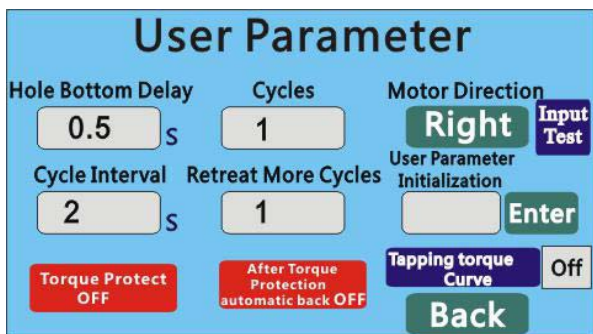 User Parameter
Hole Bottom Delay
Cycles
Motor Direction
0.5 S
1
Right
Input
Test
Cycle Interval
Retreat More Cycles
User Parameter
Initialization
2 S
1
Enter
Torque Protect
OFF
After Torque
Protection
automatic back OFF
Tapping torque
Curve
Off
Back